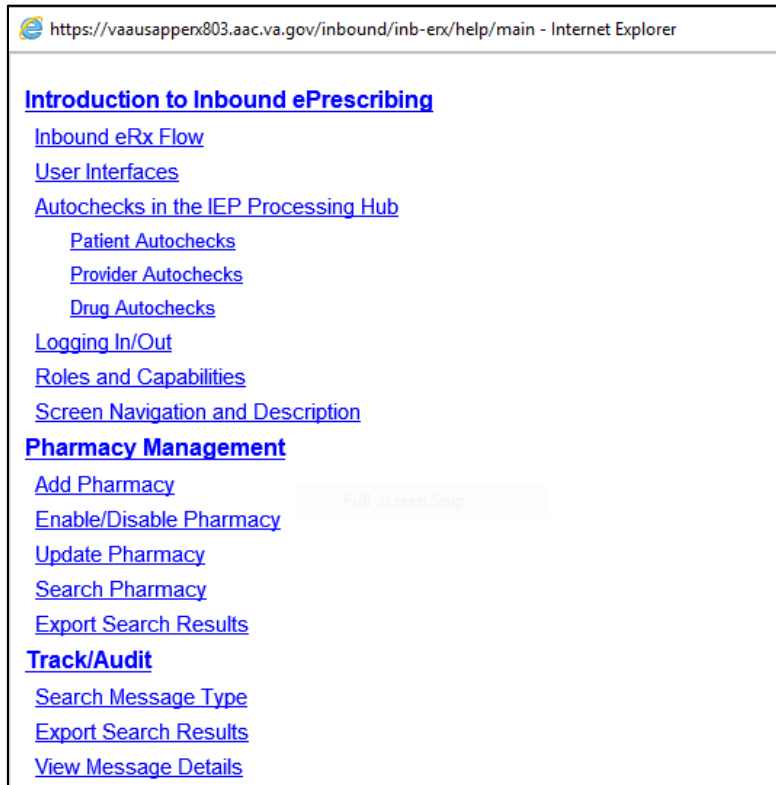 https://vaausapperx803.aac.va.gov/inbound/inb-erx/help/main - Internet Explorer
Introduction to Inbound ePrescribing
Inbound eRx Flow
User Interfaces
Autochecks in the IEP Processing Hub
Patient Autochecks
Provider Autochecks
Drug Autochecks
Logging In/Out
Roles and Capabilities
Screen Navigation and Description
Pharmacy Management
Add Pharmacy
Full-screen Snip
Enable/Disable Pharmacy
Update Pharmacy
Search Pharmacy
Export Search Results
Track/Audit
Search Message Type
Export Search Results
View Message Details